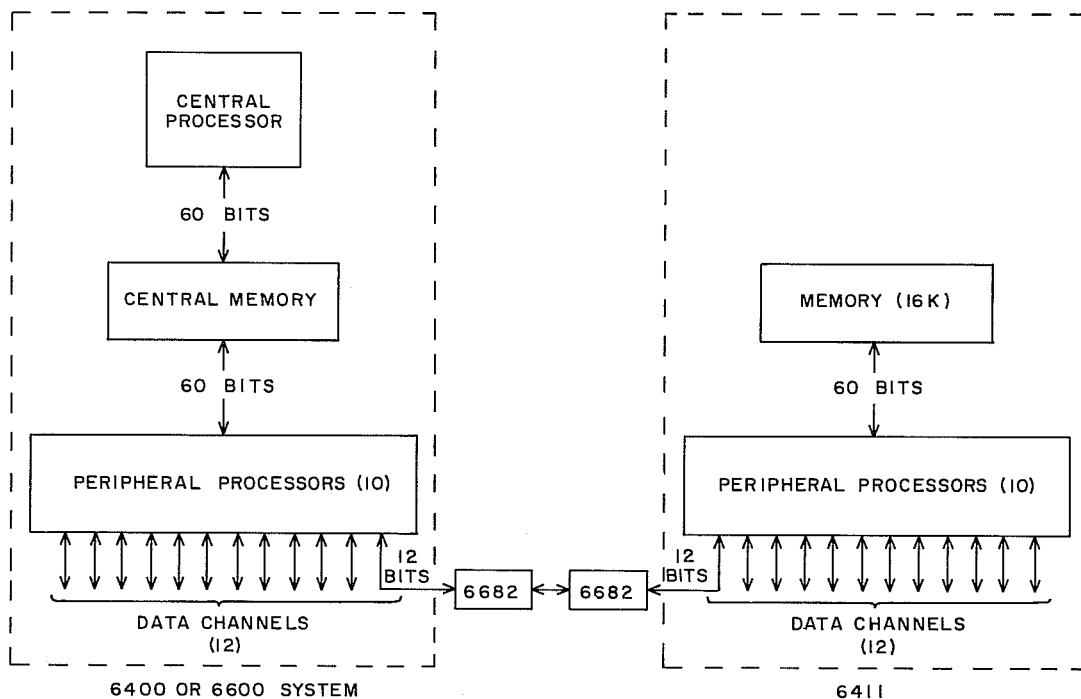 CENTRAL
PROCESSOR
60 BITS
CENTRAL MEMORY
60 BITS
PERIPHERAL PROCESSORS (10)
12
BITS
DATA CHANNELS
(12)
6400 OR 6600 SYSTEM
6682
6682
MEMORY (16K)
60 BITS
PERIPHERAL PROCESSORS (10)
12
BITS
DATA CHANNELS
(12)
6411